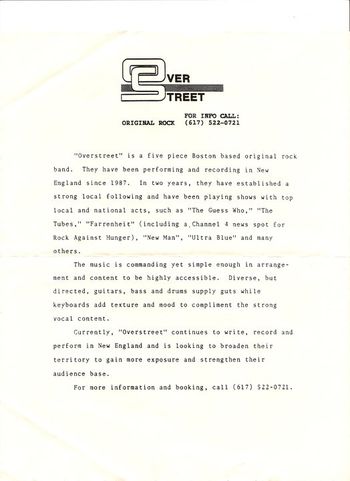 OVER
STREET
FOR INFO CALL:
ORIGINAL ROCK (617) 522-0721
"Overstreet" is a five piece Boston based original rock
band. They have been performing and recording in New
England since 1987. In two years, they have established a
strong local following and have been playing shows with top
local and national acts, such as "The Guess Who," "The
Tubes," "Farrenheit" (including a Channel 4 news spot for
Rock Against Hunger), "New Man", "Ultra Blue" and many
others.
The music is commanding yet simple enough in arrange-
ment and content to be highly accessible. Diverse, but
directed, guitars, bass and drums supply guts while
keyboards add texture and mood to compliment the strong
vocal content.
Currently, "Overstreet" continues to write, record and
perform in New England and is looking to broaden their
territory to gain more exposure and strengthen their
audience base.
For more information and booking, call (617) 522-0721.